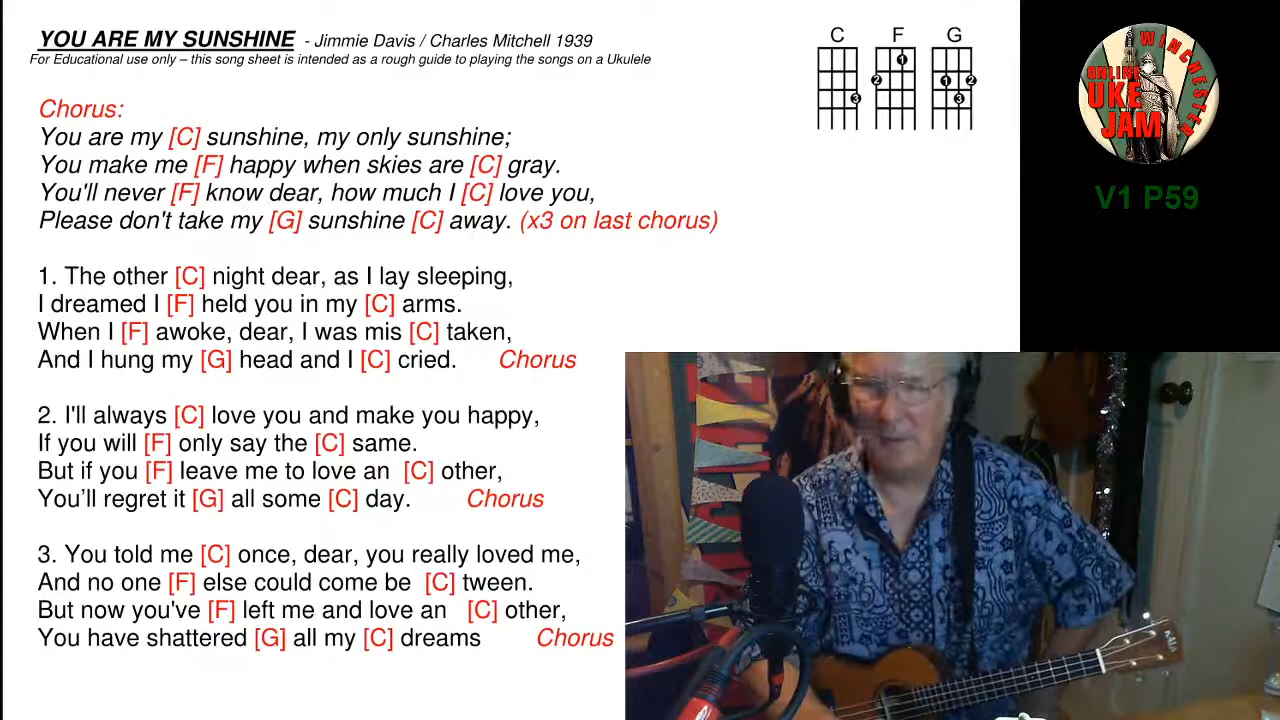 YOU ARE MY SUNSHINE - Jimmie Davis / Charles Mitchell 1939
For Educational use only – this song sheet is intended as a rough guide to playing the songs on a Ukulele
C F G
1 2 3 1 2 3
WINCHESTER
ONLINE
UKE
JAM
V1 P59
Chorus:
You are my [C] sunshine, my only sunshine;
You make me [F] happy when skies are [C] gray.
You'll never [F] know dear, how much I [C] love you,
Please don't take my [G] sunshine [C] away. (x3 on last chorus)
1. The other [C] night dear, as I lay sleeping,
I dreamed I [F] held you in my [C] arms.
When I [F] awoke, dear, I was mis [C] taken,
And I hung my [G] head and I [C] cried. Chorus
2. I'll always [C] love you and make you happy,
If you will [F] only say the [C] same.
But if you [F] leave me to love an [C] other,
You’ll regret it [G] all some [C] day. Chorus
3. You told me [C] once, dear, you really loved me,
And no one [F] else could come be [C] tween.
But now you've [F] left me and love an [C] other,
You have shattered [G] all my [C] dreams Chorus